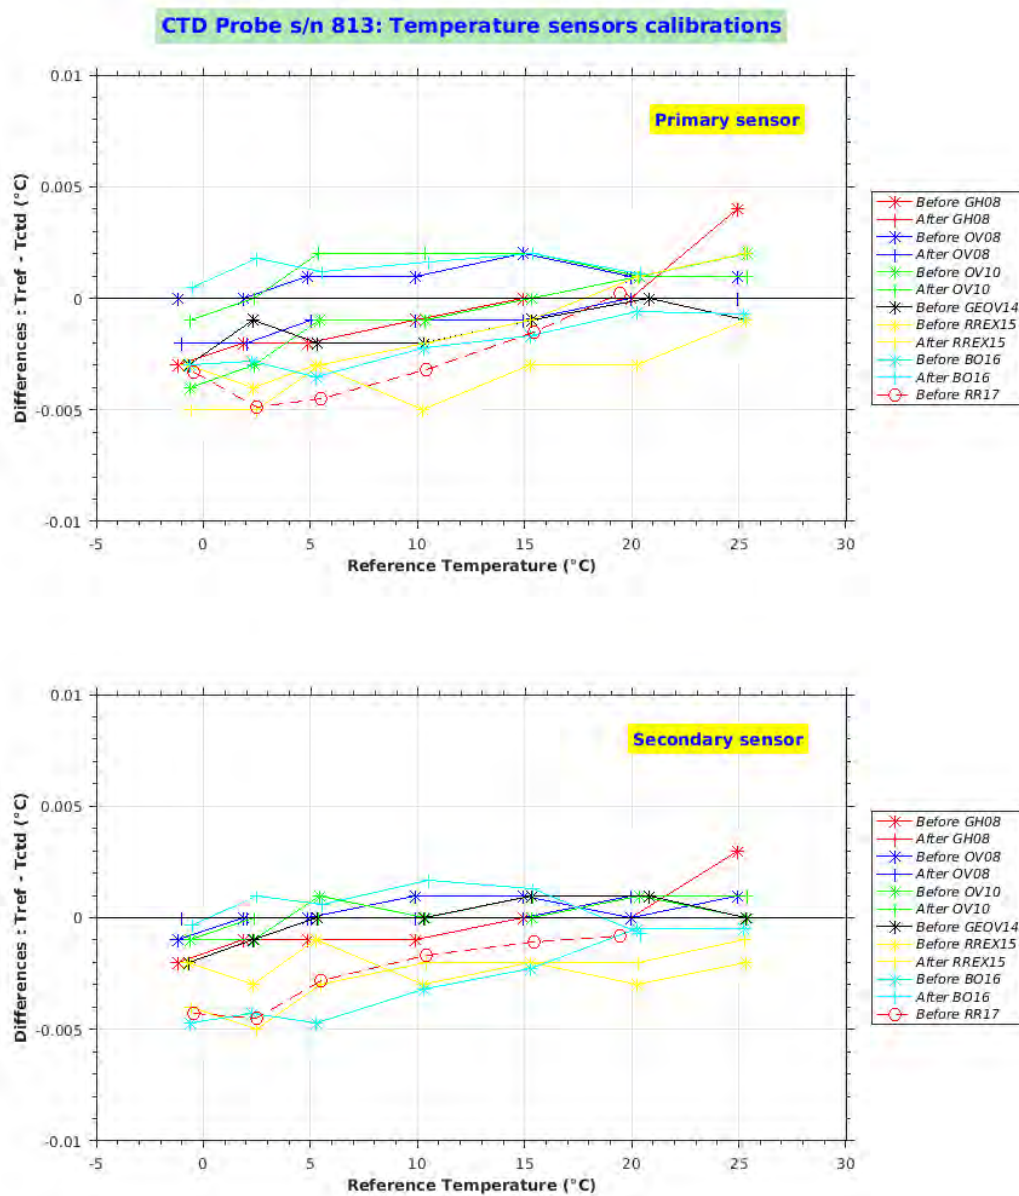 CTD Probe s/n 813: Temperature sensors calibrations
0.01
0.005
0
-0.005
-0.01
Differences : Tref - Tctd (°C)
Primary sensor
-5 0 5 10 15 20 25 30
Reference Temperature (°C)
Before GH08
After GH08
Before OV08
After OV08
Before OV10
After OV10
Before GEOV14
Before RREX15
After RREX15
Before BO16
After BO16
Before RR17
0.01
0.005
0
-0.005
-0.01
Differences : Tref - Tctd (°C)
Secondary sensor
-5 0 5 10 15 20 25 30
Reference Temperature (°C)
Before GH08
After GH08
Before OV08
After OV08
Before OV10
After OV10
Before GEOV14
Before RREX15
After RREX15
Before BO16
After BO16
Before RR17